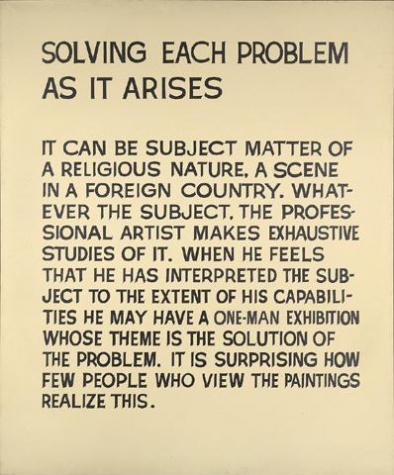 SOLVING EACH PROBLEM
AS IT ARISES
IT CAN BE SUBJECT MATTER OF
A RELIGIOUS NATURE, A SCENE
IN A FOREIGN COUNTRY. WHAT-
EVER THE SUBJECT, THE PROFES-
SIONAL ARTIST MAKES EXHAUSTIVE
STUDIES OF IT. WHEN HE FEELS
THAT HE HAS INTERPRETED THE SUB-
JECT TO THE EXTENT OF HIS CAPABILI-
TIES HE MAY HAVE A ONE-MAN EXHIBITION
WHOSE THEME IS THE SOLUTION OF
THE PROBLEM. IT IS SURPRISING HOW
FEW PEOPLE WHO VIEW THE PAINTINGS
REALIZE THIS.